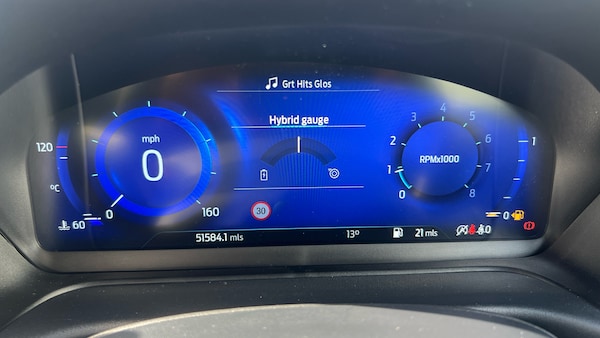 Grt Hits Glos
Hybrid gauge
mph
0
0
160
120
°C
60
30
RPMx1000
0
1
2
3
4
5
6
7
8
1
0
51584.1 mls
13°
21 mls